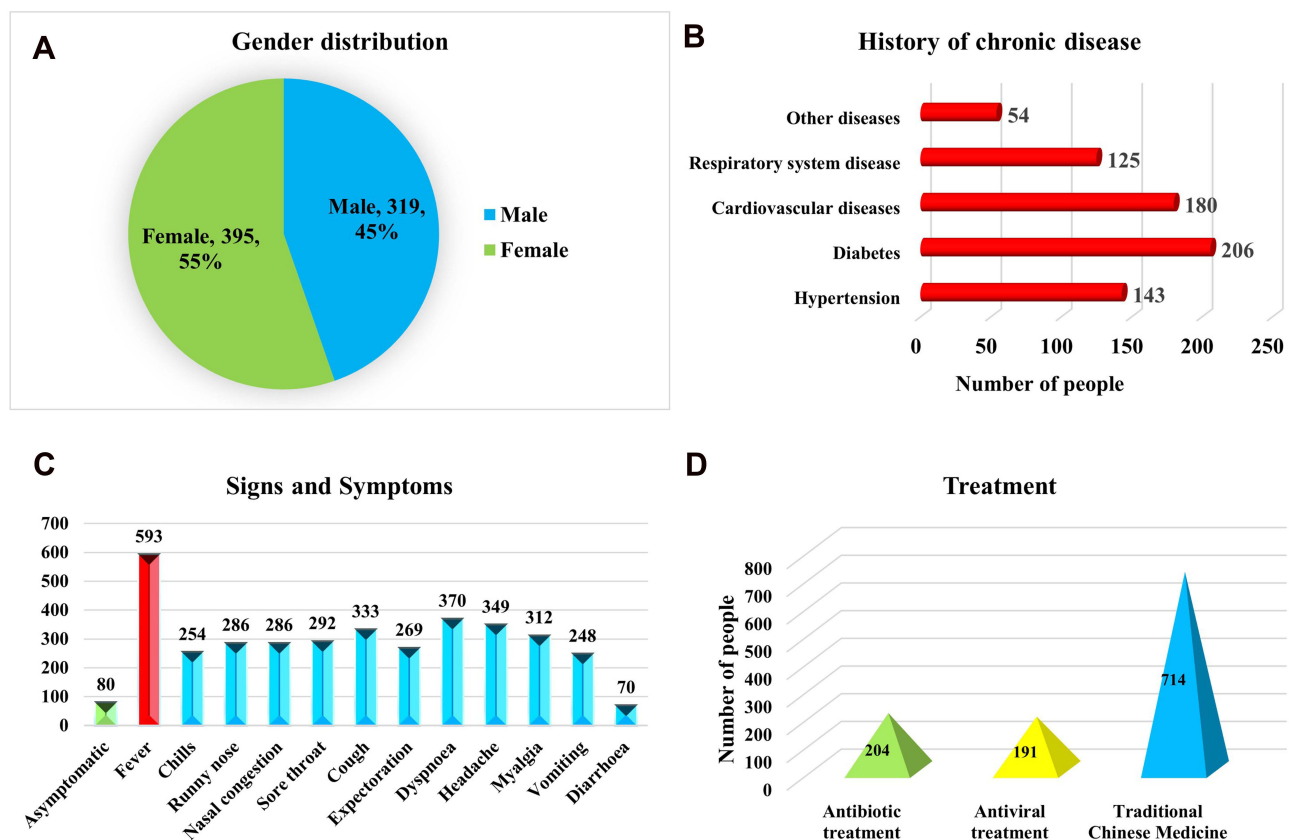 A
Gender distribution
Male, 319,
45%
Female, 395,
55%
Male
Female
B
History of chronic disease
Other diseases
54
Respiratory system disease
125
Cardiovascular diseases
180
Diabetes
206
Hypertension
143
0 50 100 150 200 250
Number of people
C
Signs and Symptoms
700
600
500
400
300
200
100
0
80
593
254
286
286
292
333
269
370
349
312
248
70
Asymptomatic
Fever
Chills
Runny nose
Nasal congestion
Sore throat
Cough
Expectoration
Dyspnoea
Headache
Myalgia
Vomiting
Diarrhoea
D
Treatment
Number of people
800
700
600
500
400
300
200
100
0
204
191
714
Antibiotic
treatment
Antiviral
treatment
Traditional
Chinese Medicine